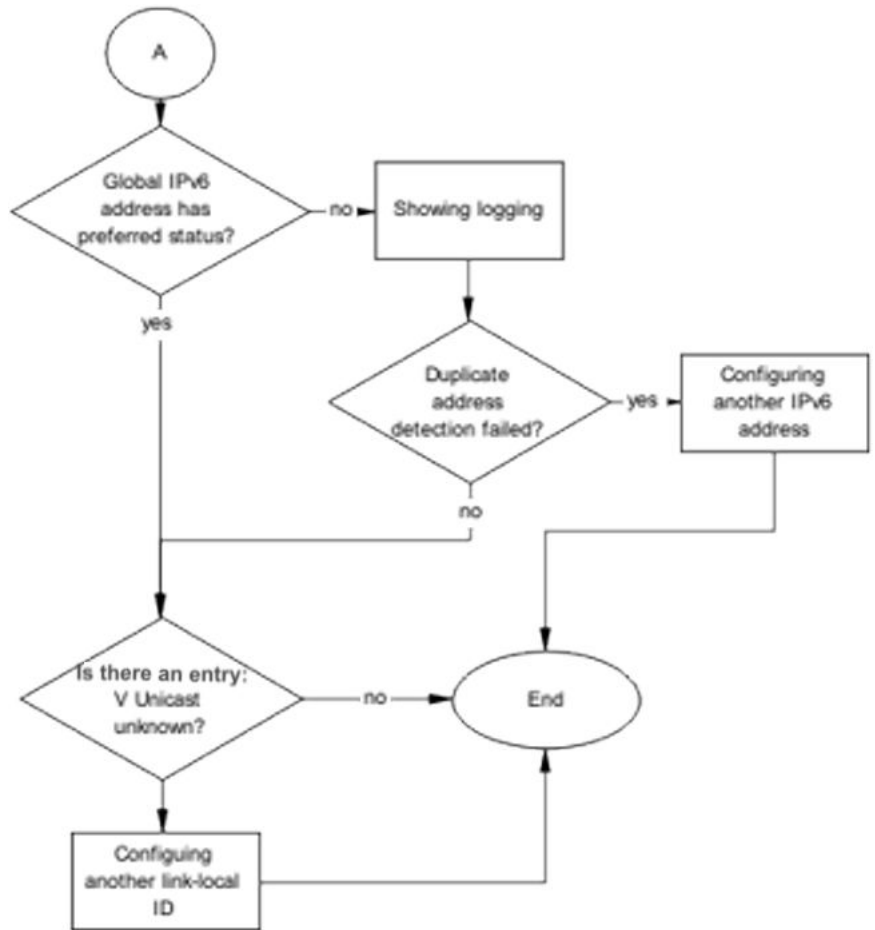 A
Global IPv6
address has
preferred status?
no
Showing logging
yes
Duplicate
address
detection failed?
yes
Configuring
another IPv6
address
no
Is there an entry:
V Unicast
unknown?
no
End
Configuing
another link-local
ID